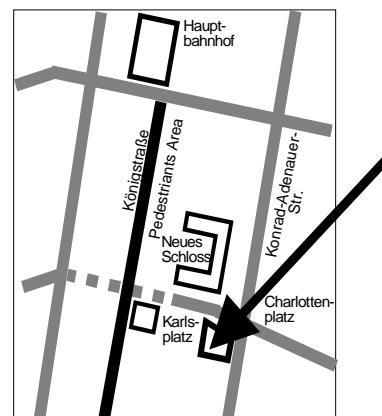 Haupt-
bahnhof
Königstraße
Pedestriants Area
Konrad-Adenauer-
Str.
Neues
Schloss
Charlotten-
platz
Karls-
platz